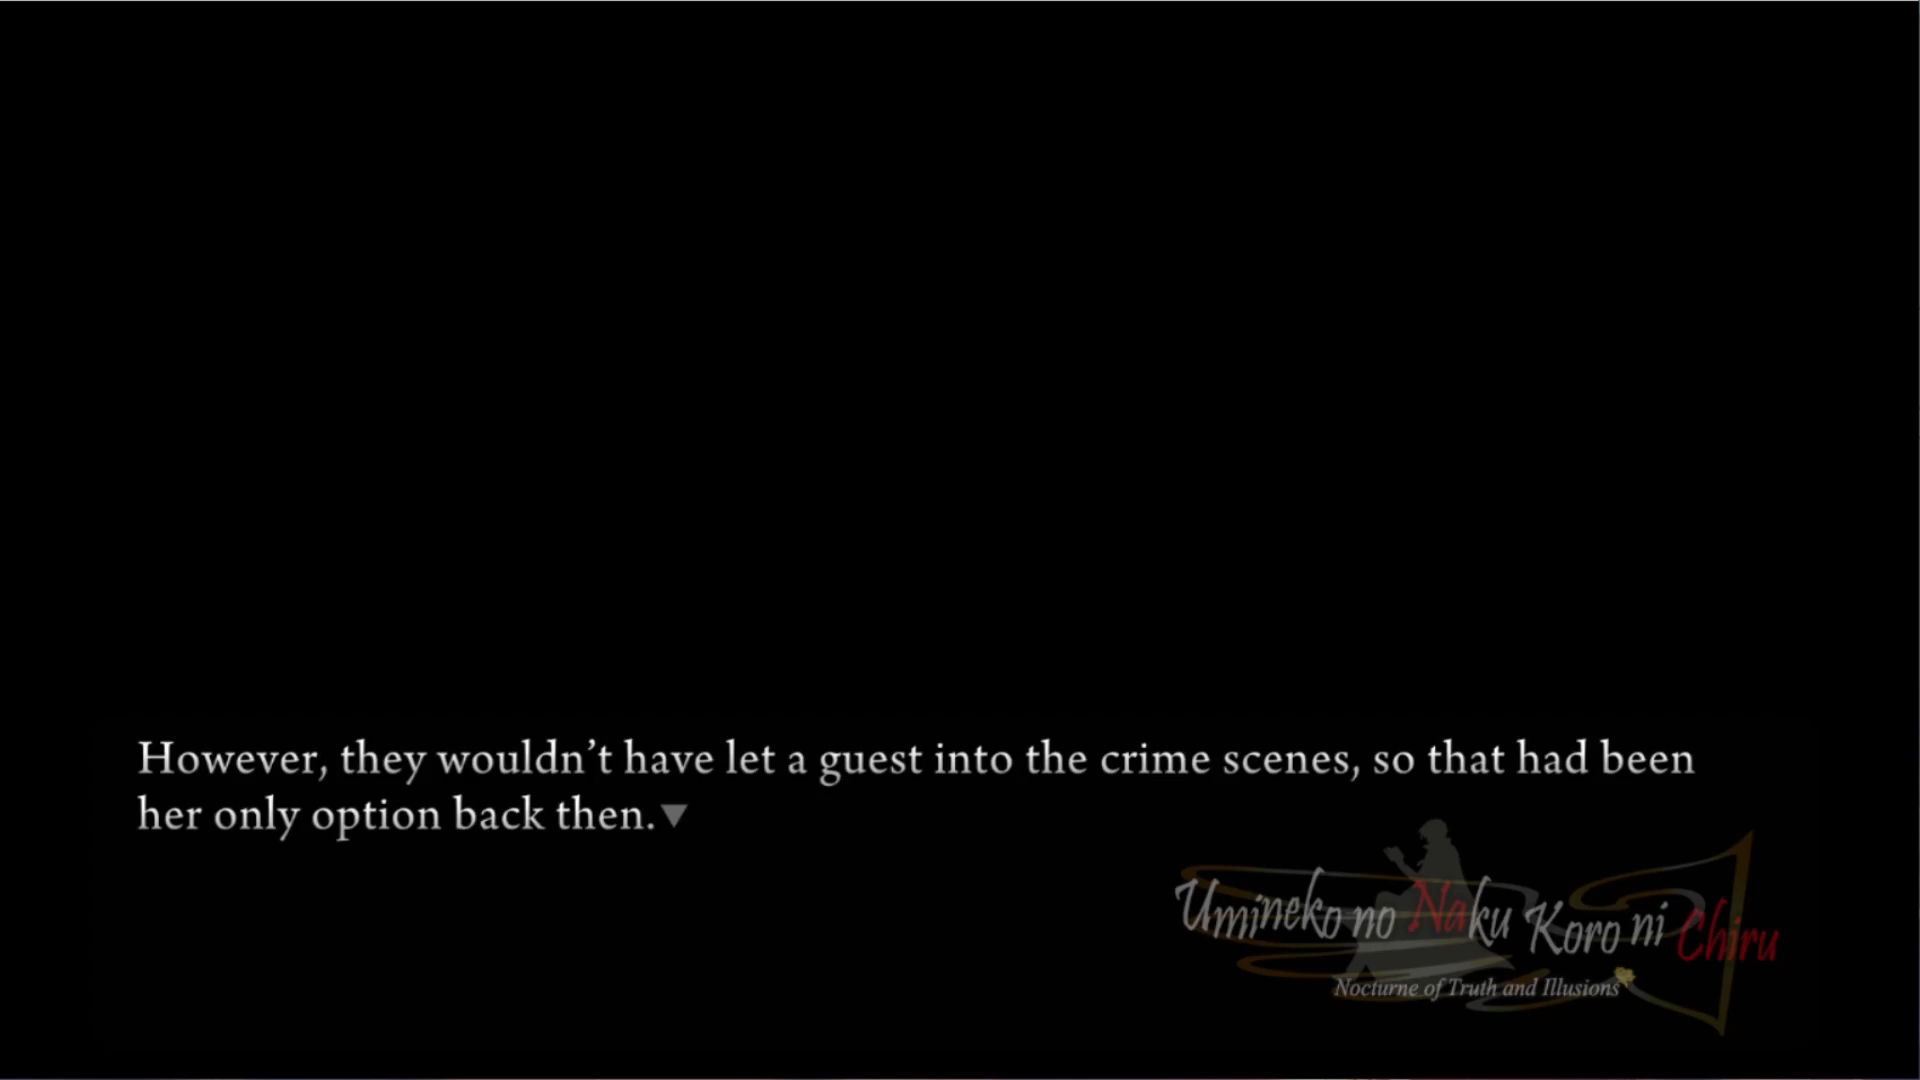 However, they wouldn't have let a guest into the crime scenes, so that had been
her only option back then.
Umineko no Naku Koro ni Chiru
Nocturne of Truth and Illusions